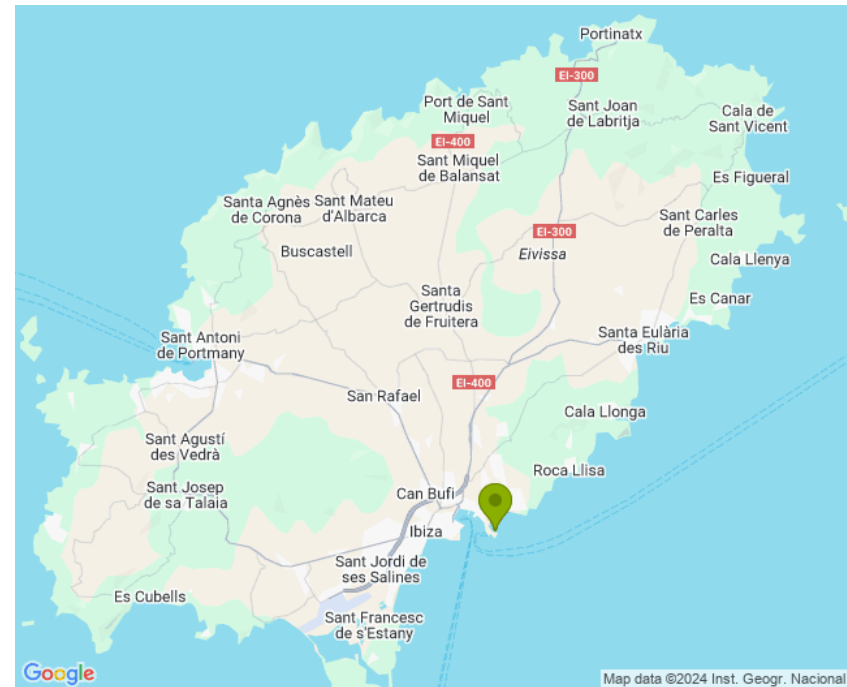 Portinatx
EI-300
Port de Sant
Miquel
Sant Joan
de Labritja
Cala de
Sant Vicent
EI-400
Sant Miquel
de Balansat
Es Figueral
Santa Agnès
de Corona
Sant Mateu
d'Albarca
Sant Carles
de Peralta
EI-300
Buscastell
Eivissa
Cala Llenya
Santa
Gertrudis
de Fruitera
Es Canar
Sant Antoni
de Portmany
Santa Eulària
des Riu
EI-400
San Rafael
Cala Llonga
Sant Agustí
des Vedrà
Roca Llisa
Sant Josep
de sa Talaia
Can Bufi
Ibiza
Sant Jordi de
ses Salines
Es Cubells
Sant Francesc
de s'Estany
Google
Map data ©2024 Inst. Geogr. Nacional